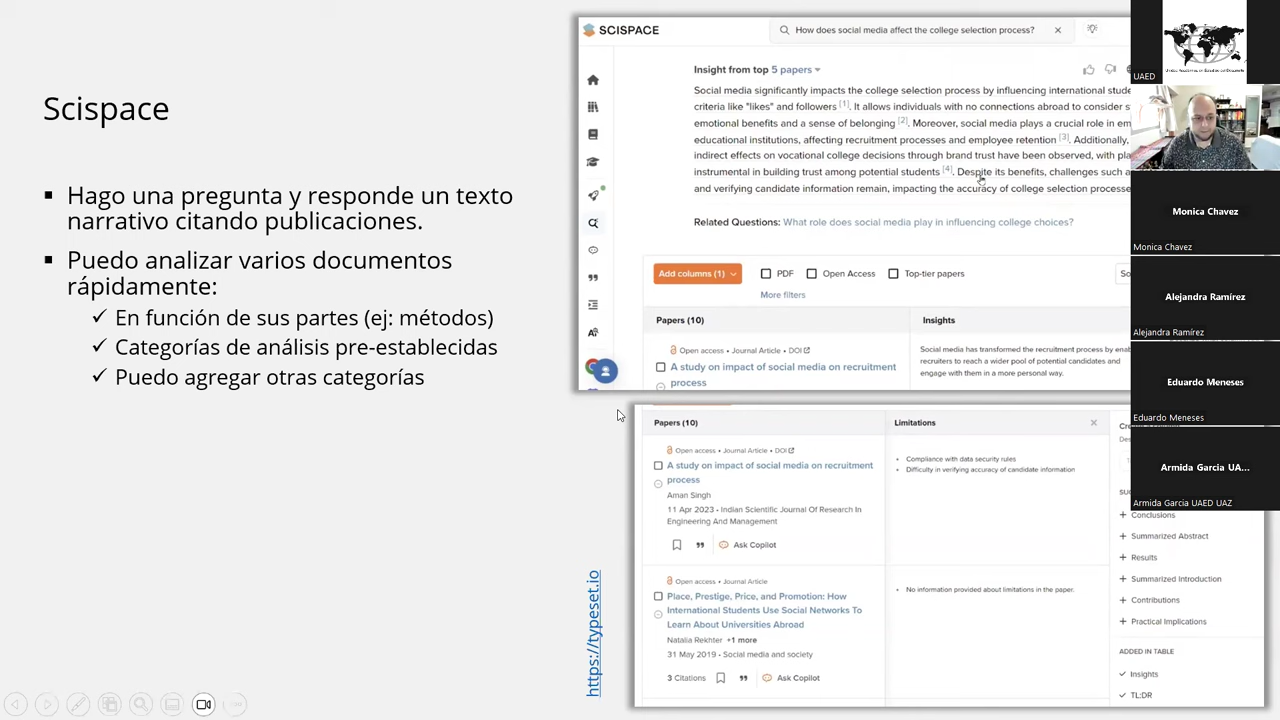 Scispace
Hago una pregunta y responde un texto
narrativo citando publicaciones.
Puedo analizar varios documentos
rápidamente:
En función de sus partes (ej: métodos)
Categorías de análisis pre-establecidas
Puedo agregar otras categorías
https://typeset.io
SCISPACE
How does social media affect the college selection process?
Insight from top 5 papers
Social media significantly impacts the college selection process by influencing international stude
criteria like "likes" and followers [1]. It allows individuals with no connections abroad to consider s
emotional benefits and a sense of belonging [2]. Moreover, social media plays a crucial role in em
educational institutions, affecting recruitment processes and employee retention [3]. Additionally,
indirect effects on vocational college decisions through brand trust have been observed, with pla
instrumental in building trust among potential students [4]. Despite its benefits, challenges such a
and verifying candidate information remain, impacting the accuracy of college selection processe
Related Questions: What role does social media play in influencing college choices?
Add columns (1)
PDF
Open Access
Top-tier papers
So
More filters
Papers (10)
Insights
Open access • Journal Article • DOI
A study on impact of social media on recruitment
process
Social media has transformed the recruitment process by enab
recruiters to reach a wider pool of potential candidates and
engage with them in a more personal way.
Papers (10)
Limitations
Open access • Journal Article • DOI
A study on impact of social media on recruitment
process
Aman Singh
11 Apr 2023 • Indian Scientific Journal Of Research In
Engineering And Management
Ask Copilot
Compliance with data security rules
Difficulty in verifying accuracy of candidate information
Open access • Journal Article
Place, Prestige, Price, and Promotion: How
International Students Use Social Networks To
Learn About Universities Abroad
Natalia Rekhter +1 more
31 May 2019 • Social media and society
3 Citations
Ask Copilot
No information provided about limitations in the paper.
Conclusions
Summarized Abstract
Results
Summarized Introduction
Contributions
Practical Implications
ADDED IN TABLE
Insights
TL:DR
UAED
Monica Chavez
Monica Chavez
Alejandra Ramírez
Alejandra Ramírez
Eduardo Meneses
Eduardo Meneses
Armida Garcia UA...
Armida Garcia UAED UAZ